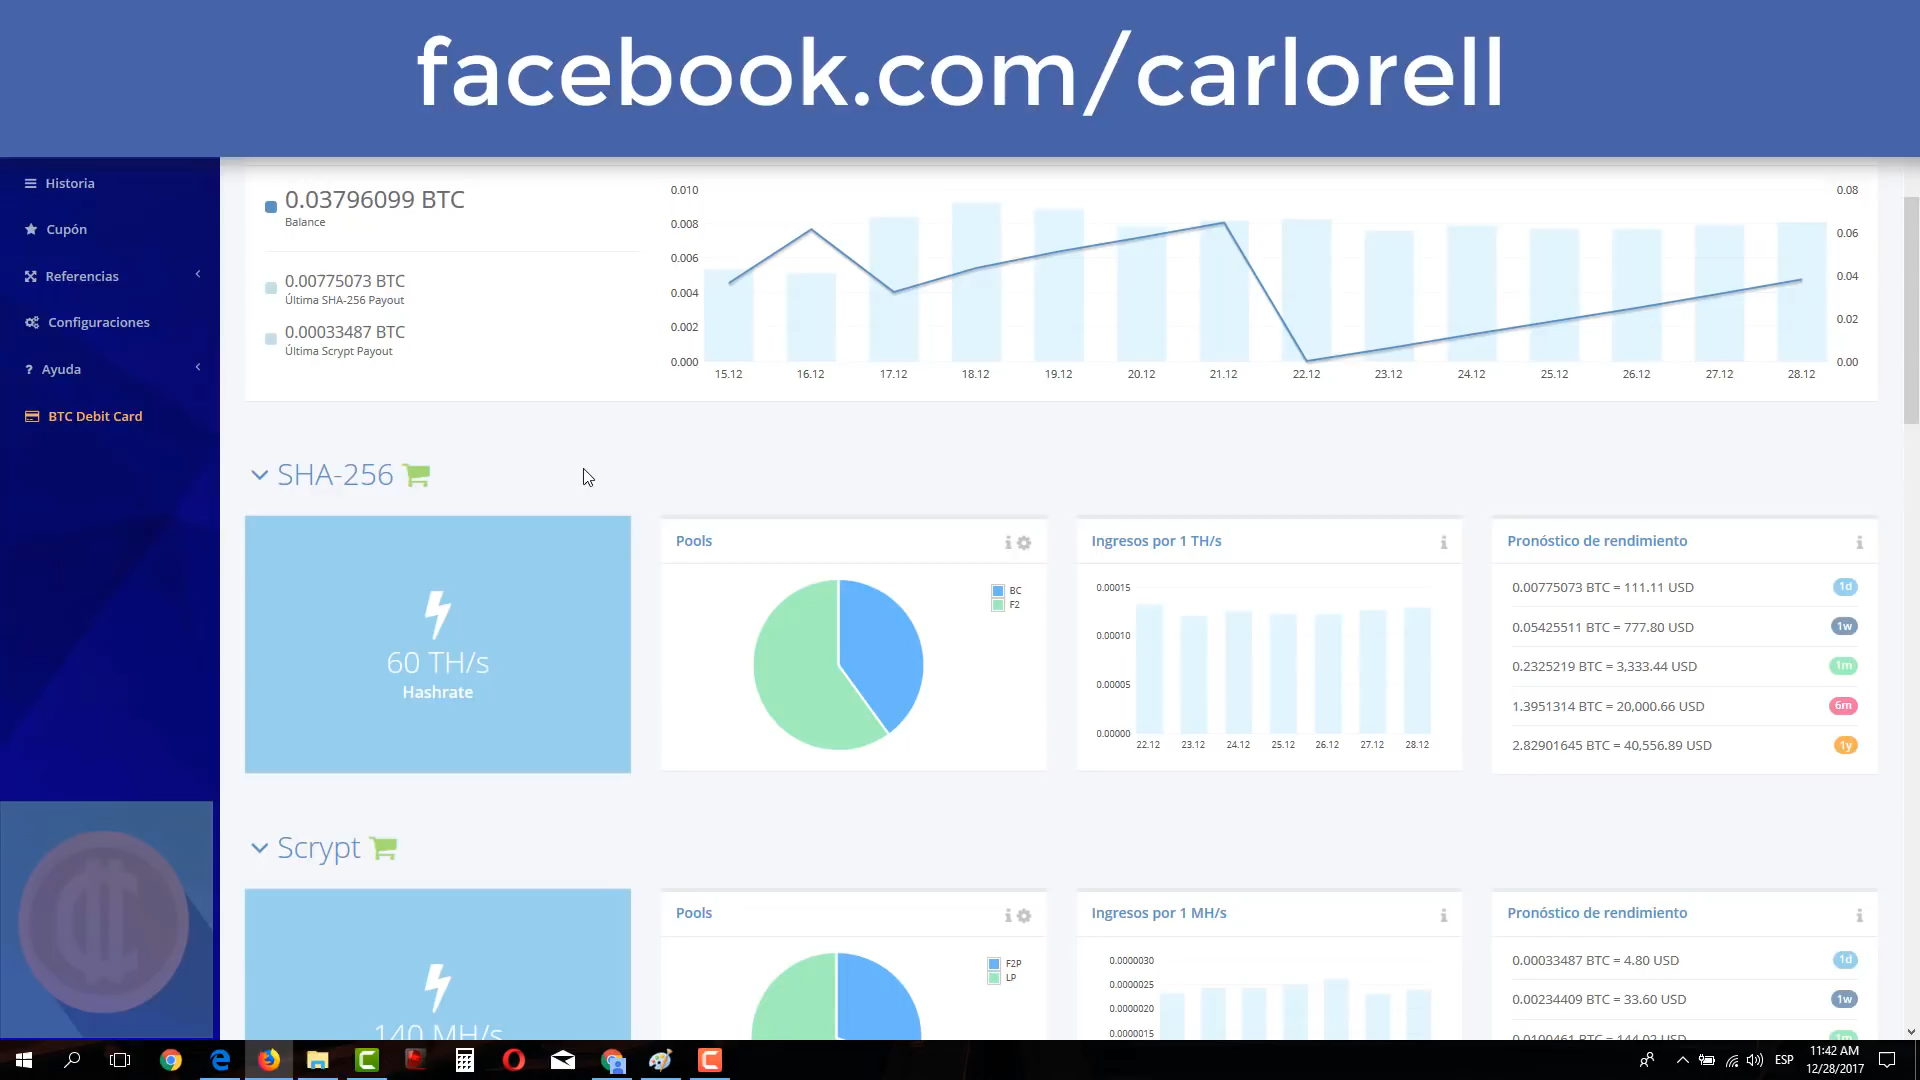 facebook.com/carlorell
Historia
Cupón
Referencias
Configuraciones
? Ayuda
BTC Debit Card
0.03796099 BTC
Balance
0.00775073 BTC
Última SHA-256 Payout
0.00033487 BTC
Última Scrypt Payout
0.010
0.008
0.006
0.004
0.002
0.000
0.08
0.06
0.04
0.02
0.00
15.12 16.12 17.12 18.12 19.12 20.12 21.12 22.12 23.12 24.12 25.12 26.12 27.12 28.12
SHA-256
60 TH/s
Hashrate
Pools
BC
F2
Ingresos por 1 TH/s
0.00015
0.00010
0.00005
0.00000
22.12 23.12 24.12 25.12 26.12 27.12 28.12
Pronóstico de rendimiento
0.00775073 BTC = 111.11 USD 1d
0.05425511 BTC = 777.80 USD 1w
0.2325219 BTC = 3,333.44 USD 1m
1.3951314 BTC = 20,000.66 USD 6m
2.82901645 BTC = 40,556.89 USD 1y
Scrypt
140 MH/s
Pools
F2P
LP
Ingresos por 1 MH/s
0.0000030
0.0000025
0.0000020
0.0000015
Pronóstico de rendimiento
0.00033487 BTC = 4.80 USD 1d
0.00234409 BTC = 33.60 USD 1w
ESP
11:42 AM
12/28/2017